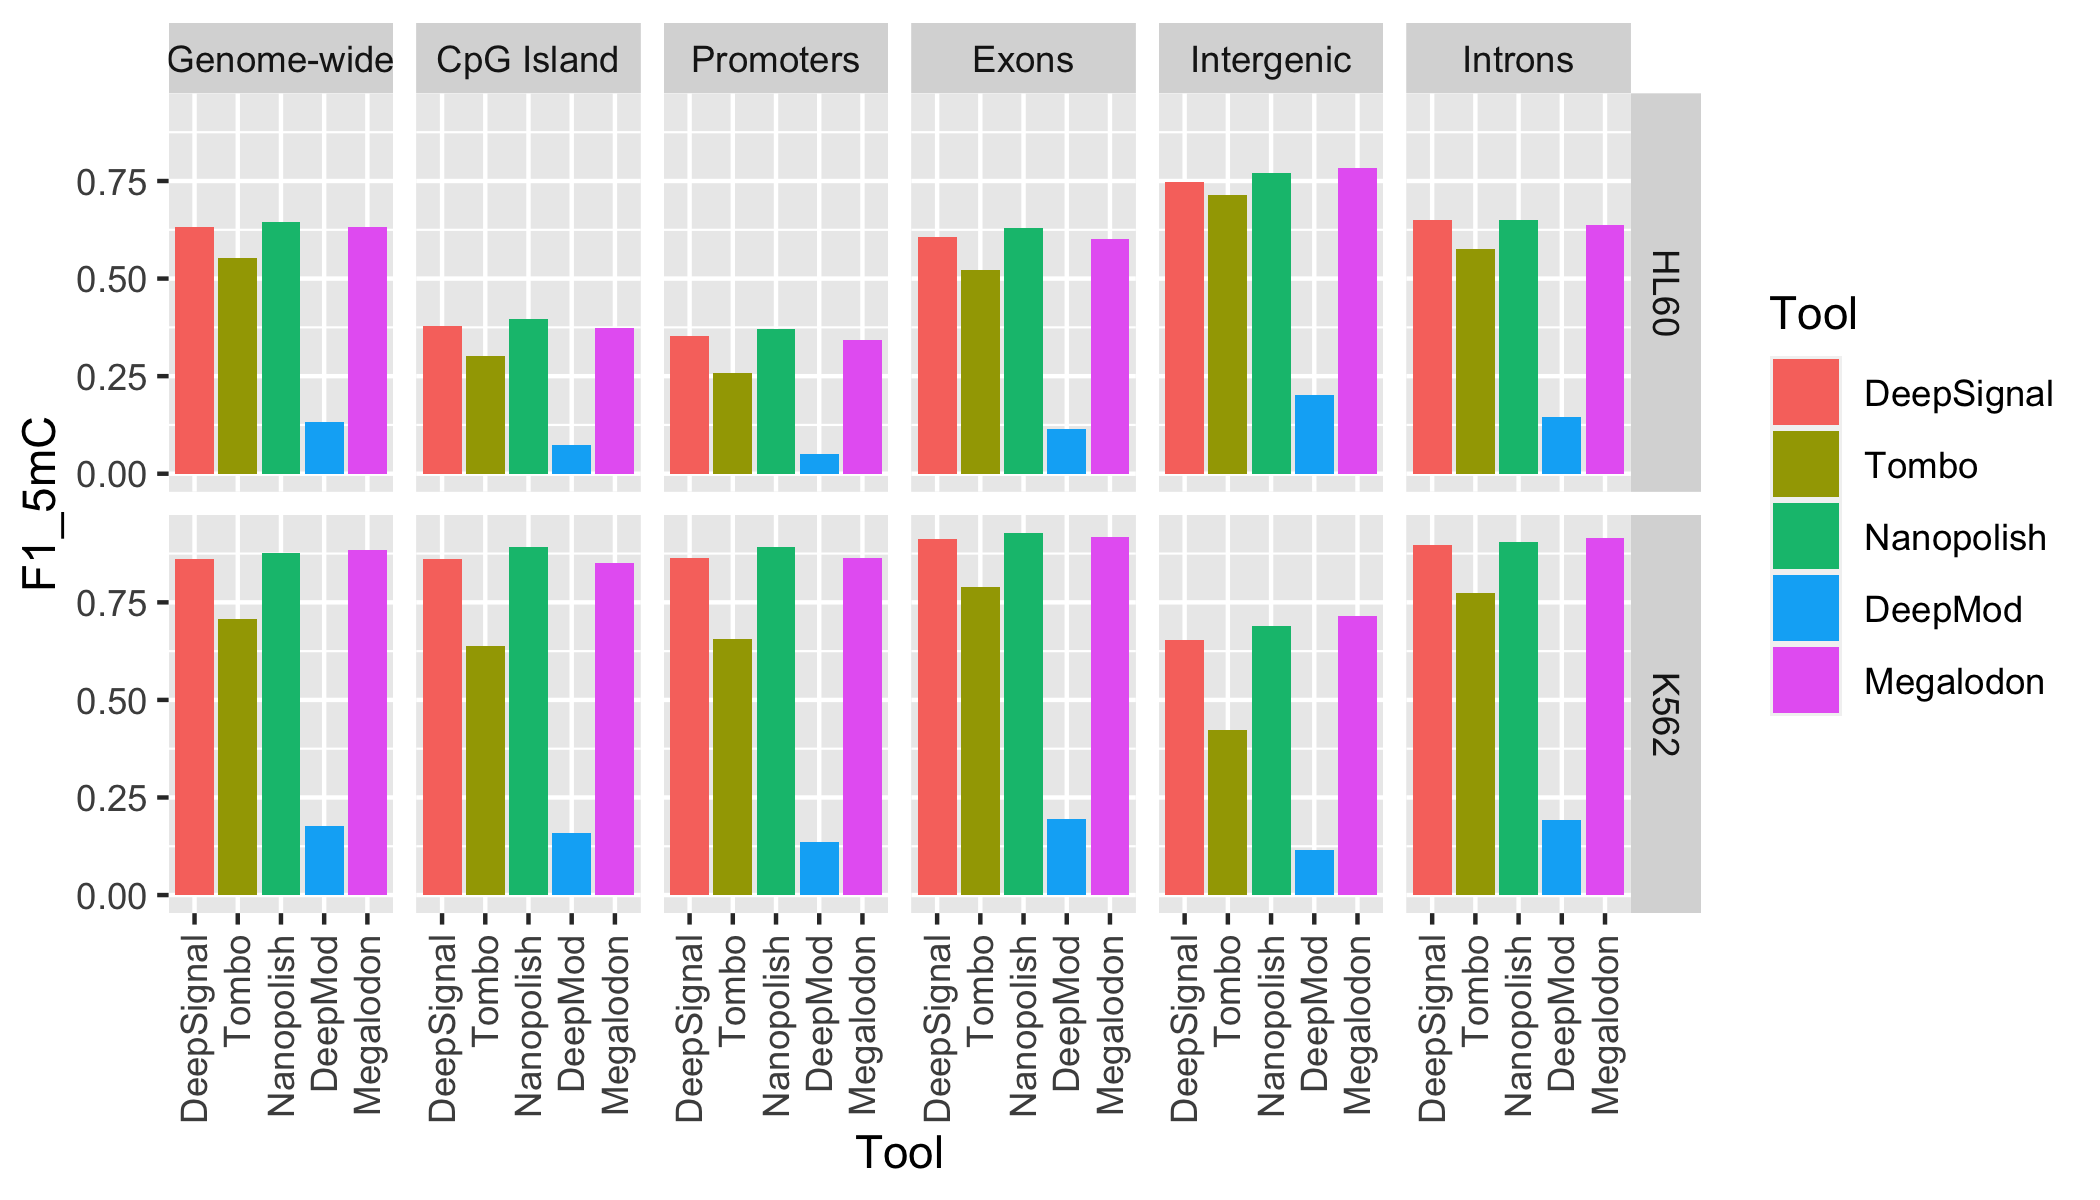 Genome-wide CpG Island Promoters Exons Intergenic Introns
F1_5mC
0.75
0.50
0.25
0.00
HL60
0.75
0.50
0.25
0.00
K562
DeepSignal Tombo Nanopolish DeepMod Megalodon DeepSignal Tombo Nanopolish DeepMod Megalodon DeepSignal Tombo Nanopolish DeepMod Megalodon DeepSignal Tombo Nanopolish DeepMod Megalodon DeepSignal Tombo Nanopolish DeepMod Megalodon DeepSignal Tombo Nanopolish DeepMod Megalodon
Tool
Tool
DeepSignal
Tombo
Nanopolish
DeepMod
Megalodon